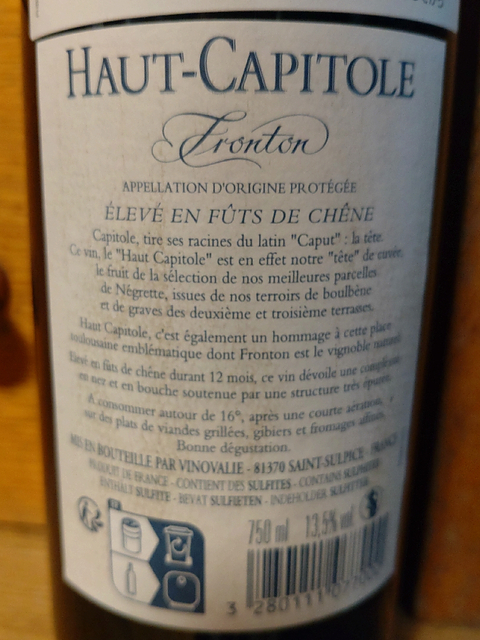 HAUT-CAPITOLE
Fronton
APPELLATION D'ORIGINE PROTÉGÉE
ÉLEVÉ EN FÛTS DE CHÊNE
Capitole, tire ses racines du latin "Caput" : la tête.
Ce vin, le "Haut Capitole" est en effet notre "tête" de cuvée,
le fruit de la sélection de nos meilleures parcelles
de Négrette, issues de nos terroirs de boulbène
et de graves des deuxième et troisième terrasses.
Haut Capitole, c'est également un hommage à cette place
toulousaine emblématique dont Fronton est le vignoble
Elevé en fûts de chêne durant 12 mois, ce vin dévoile une
au nez et en bouche soutenue par une structure très
A consommer autour de 16°, après une courte aération,
sur des plats de viandes grillées, gibiers et fromages affinés.
Bonne dégustation.
MIS EN BOUTEILLE PAR VINOVALIE - 81370 SAINT-SULPICE - FRANCE
PRODUIT DE FRANCE - CONTIENT DES SULFITES - CONTAINS SULPHITES
ENTHÄLT SULFITE - BEVAT SULFIETEN - INDEHOLDER SULFITTER
750 ml 13,5% vol.
3 280111